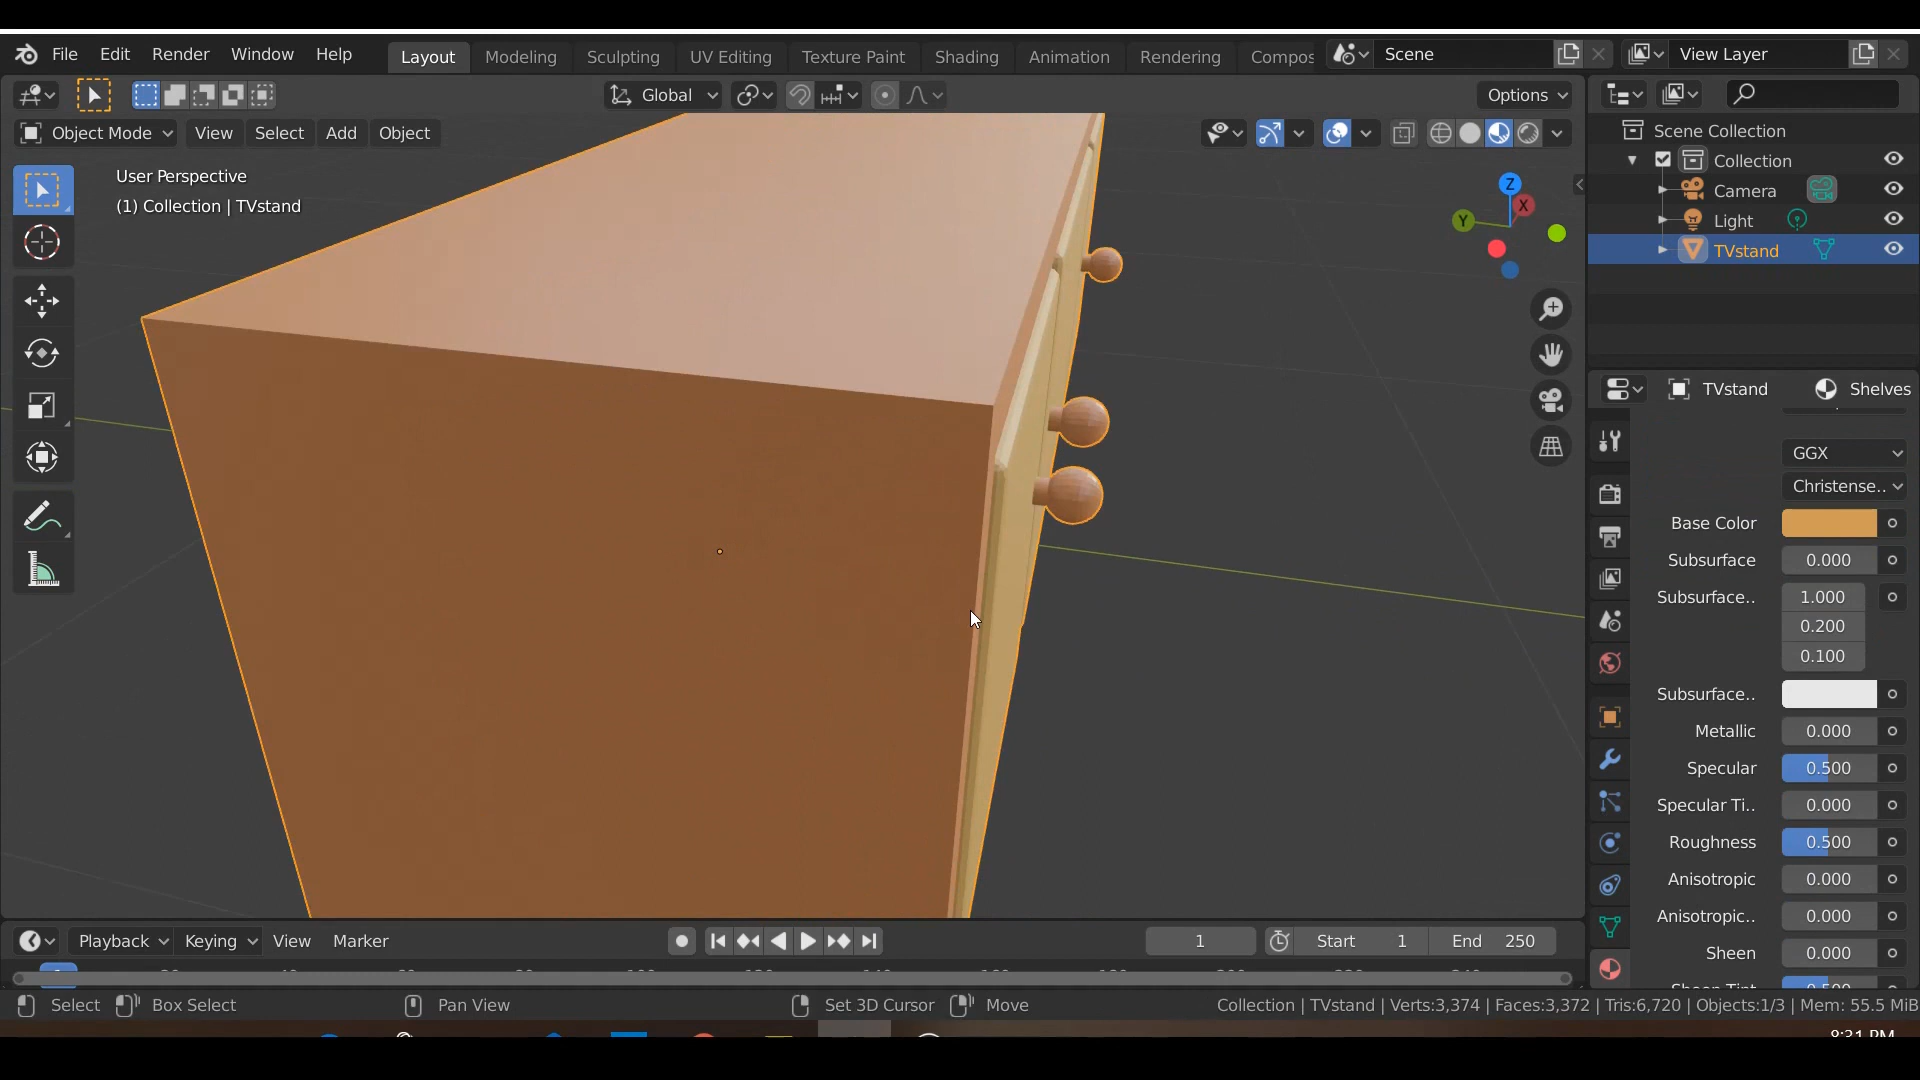 File Edit Render Window Help Layout Modeling Sculpting UV Editing Texture Paint Shading Animation Rendering Compos Scene View Layer
Global Options
Object Mode View Select Add Object
Scene Collection
Collection
Camera
Light
TVstand
User Perspective
(1) Collection | TVstand
Z
X
Y
TVstand Shelves
GGX
Christense..
Base Color
Subsurface 0.000
Subsurface.. 1.000
0.200
0.100
Subsurface..
Metallic 0.000
Specular 0.500
Specular Ti.. 0.000
Roughness 0.500
Anisotropic 0.000
Anisotropic.. 0.000
Sheen 0.000
Playback Keying View Marker 1 Start 1 End 250
Select Box Select Pan View Set 3D Cursor Move Collection | TVstand | Verts:3,374 | Faces:3,372 | Tris:6,720 | Objects:1/3 | Mem: 55.5 MiB
8:31 PM